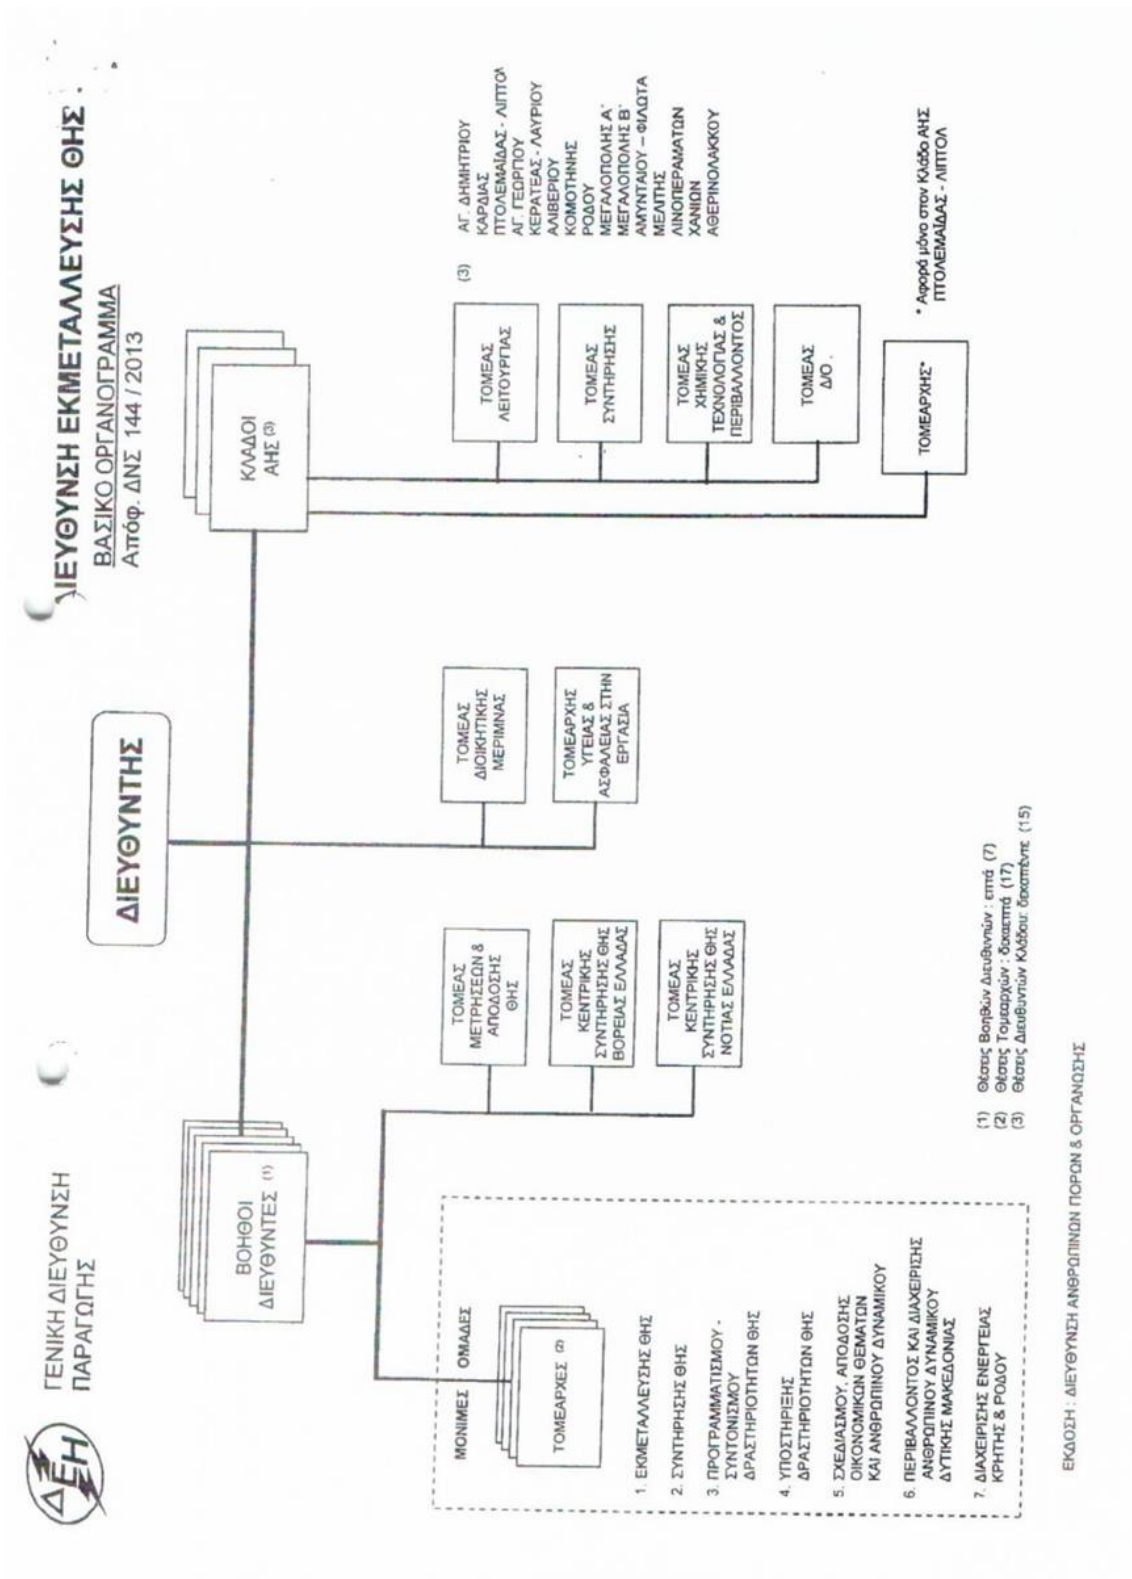 ΔΕΗ
ΓΕΝΙΚΗ ΔΙΕΥΘΥΝΣΗ
ΠΑΡΑΓΩΓΗΣ
ΔΙΕΥΘΥΝΣΗ ΕΚΜΕΤΑΛΛΕΥΣΗΣ ΘΗΣ .
ΒΑΣΙΚΟ ΟΡΓΑΝΟΓΡΑΜΜΑ
Απόφ. ΔΝΣ 144 / 2013
ΔΙΕΥΘΥΝΤΗΣ
ΒΟΗΘΟΙ
ΔΙΕΥΘΥΝΤΕΣ (1)
ΚΛΑΔΟΙ
ΑΗΣ (3)
ΜΟΝΙΜΕΣ ΟΜΑΔΕΣ
ΤΟΜΕΑΡΧΕΣ (2)
1. ΕΚΜΕΤΑΛΛΕΥΣΗΣ ΘΗΣ
2. ΣΥΝΤΗΡΗΣΗΣ ΘΗΣ
3. ΠΡΟΓΡΑΜΜΑΤΙΣΜΟΥ -
ΣΥΝΤΟΝΙΣΜΟΥ
ΔΡΑΣΤΗΡΙΟΤΗΤΩΝ ΘΗΣ
4. ΥΠΟΣΤΗΡΙΞΗΣ
ΔΡΑΣΤΗΡΙΟΤΗΤΩΝ ΘΗΣ
5. ΣΧΕΔΙΑΣΜΟΥ, ΑΠΟΔΟΣΗΣ
ΟΙΚΟΝΟΜΙΚΩΝ ΘΕΜΑΤΩΝ
ΚΑΙ ΑΝΘΡΩΠΙΝΟΥ ΔΥΝΑΜΙΚΟΥ
6. ΠΕΡΙΒΑΛΛΟΝΤΟΣ ΚΑΙ ΔΙΑΧΕΙΡΙΣΗΣ
ΑΝΘΡΩΠΙΝΟΥ ΔΥΝΑΜΙΚΟΥ
ΔΥΤΙΚΗΣ ΜΑΚΕΔΟΝΙΑΣ
7. ΔΙΑΧΕΙΡΙΣΗΣ ΕΝΕΡΓΕΙΑΣ
ΚΡΗΤΗΣ & ΡΟΔΟΥ
ΤΟΜΕΑΣ
ΜΕΤΡΗΣΕΩΝ &
ΑΠΟΔΟΣΗΣ
ΘΗΣ
ΤΟΜΕΑΣ
ΚΕΝΤΡΙΚΗΣ
ΣΥΝΤΗΡΗΣΗΣ ΘΗΣ
ΒΟΡΕΙΑΣ ΕΛΛΑΔΑΣ
ΤΟΜΕΑΣ
ΚΕΝΤΡΙΚΗΣ
ΣΥΝΤΗΡΗΣΗΣ ΘΗΣ
ΝΟΤΙΑΣ ΕΛΛΑΔΑΣ
ΤΟΜΕΑΣ
ΔΙΟΙΚΗΤΙΚΗΣ
ΜΕΡΙΜΝΑΣ
ΤΟΜΕΑΡΧΗΣ
ΥΓΕΙΑΣ &
ΑΣΦΑΛΕΙΑΣ ΣΤΗΝ
ΕΡΓΑΣΙΑ
ΤΟΜΕΑΣ
ΛΕΙΤΟΥΡΓΙΑΣ
ΤΟΜΕΑΣ
ΣΥΝΤΗΡΗΣΗΣ
ΤΟΜΕΑΣ
ΧΗΜΙΚΗΣ
ΤΕΧΝΟΛΟΓΙΑΣ &
ΠΕΡΙΒΑΛΛΟΝΤΟΣ
ΤΟΜΕΑΣ
Δ/Ο .
ΤΟΜΕΑΡΧΗΣ*
(3) ΑΓ. ΔΗΜΗΤΡΙΟΥ
ΚΑΡΔΙΑΣ
ΠΤΟΛΕΜΑΪΔΑΣ - ΛΙΠΤΟΛ
ΑΓ. ΓΕΩΡΓΙΟΥ
ΚΕΡΑΤΕΑΣ - ΛΑΥΡΙΟΥ
ΑΛΙΒΕΡΙΟΥ
ΚΟΜΟΤΗΝΗΣ
ΡΟΔΟΥ
ΜΕΓΑΛΟΠΟΛΗΣ Α΄
ΜΕΓΑΛΟΠΟΛΗΣ Β΄
ΑΜΥΝΤΑΙΟΥ – ΦΙΛΩΤΑ
ΜΕΛΙΤΗΣ
ΛΙΝΟΠΕΡΑΜΑΤΩΝ
ΧΑΝΙΩΝ
ΑΘΕΡΙΝΟΛΑΚΚΟΥ
* Αφορά μόνο στον Κλάδο ΑΗΣ
ΠΤΟΛΕΜΑΪΔΑΣ - ΛΙΠΤΟΛ
(1) Θέσεις Βοηθών Διευθυντών : επτά (7)
(2) Θέσεις Τομεαρχών : δεκαεπτά (17)
(3) Θέσεις Διευθυντών Κλάδου: δεκαπέντε (15)
ΕΚΔΟΣΗ : ΔΙΕΥΘΥΝΣΗ ΑΝΘΡΩΠΙΝΩΝ ΠΟΡΩΝ & ΟΡΓΑΝΩΣΗΣ